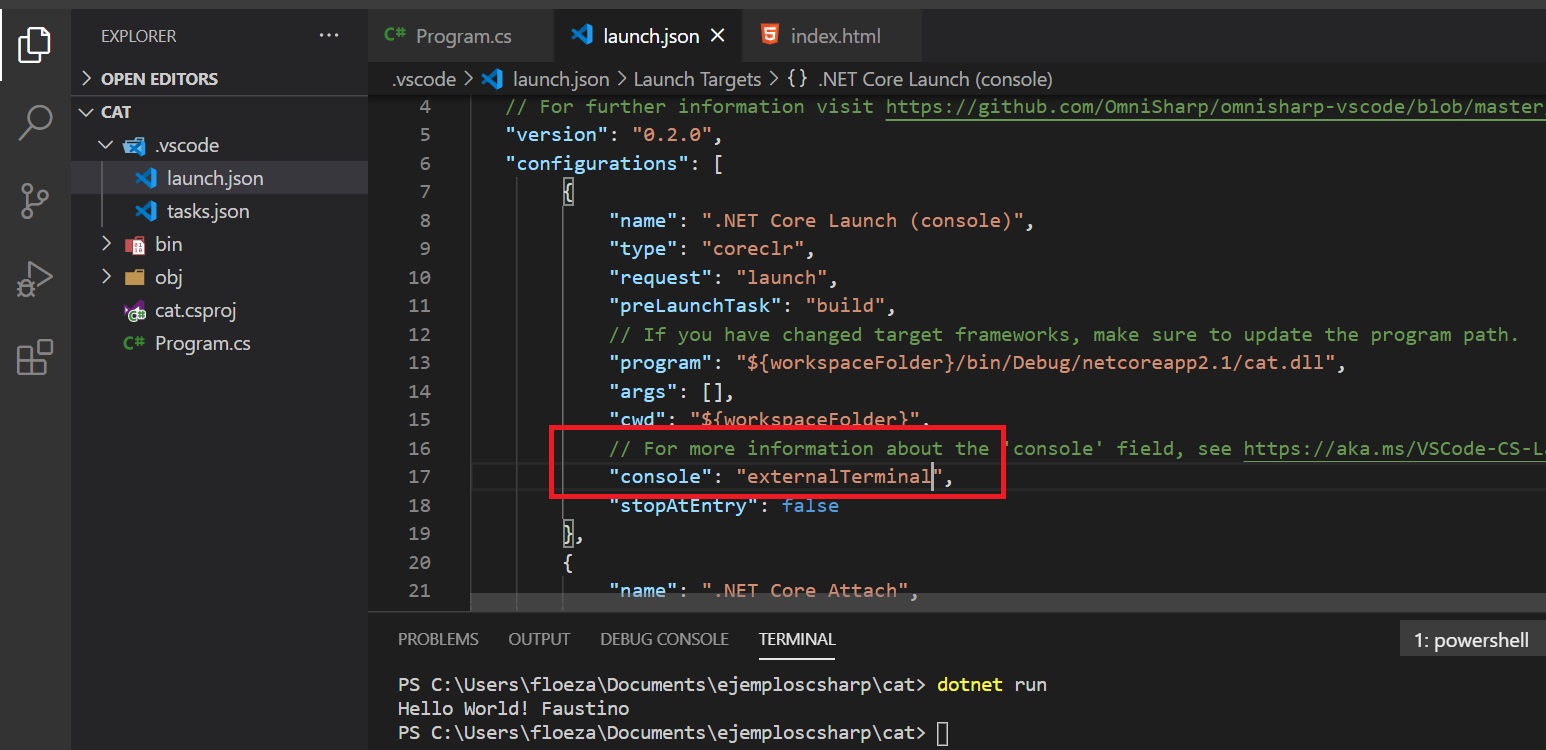 EXPLORER ···
OPEN EDITORS
CAT
.vscode
launch.json
tasks.json
bin
obj
cat.csproj
C# Program.cs
C# Program.cs
launch.json ×
index.html
.vscode > launch.json > Launch Targets > {} .NET Core Launch (console)
4 // For further information visit https://github.com/OmniSharp/omnisharp-vscode/blob/master
5 "version": "0.2.0",
6 "configurations": [
7 {
8 "name": ".NET Core Launch (console)",
9 "type": "coreclr",
10 "request": "launch",
11 "preLaunchTask": "build",
12 // If you have changed target frameworks, make sure to update the program path.
13 "program": "${workspaceFolder}/bin/Debug/netcoreapp2.1/cat.dll",
14 "args": [],
15 "cwd": "${workspaceFolder}",
16 // For more information about the 'console' field, see https://aka.ms/VSCode-CS-L
17 "console": "externalTerminal",
18 "stopAtEntry": false
19 },
20 {
21 "name": ".NET Core Attach",
PROBLEMS OUTPUT DEBUG CONSOLE TERMINAL 1: powershell
PS C:\Users\floeza\Documents\ejemploscsharp\cat> dotnet run
Hello World! Faustino
PS C:\Users\floeza\Documents\ejemploscsharp\cat>